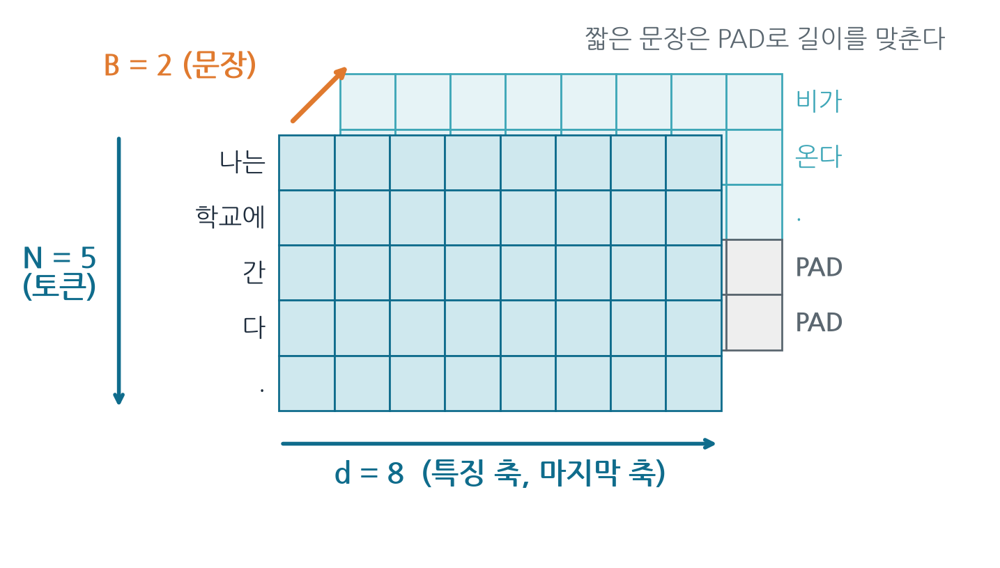 짧은 문장은 PAD로 길이를 맞춘다
B = 2 (문장)
비가
온다
.
PAD
PAD
나는
학교에
간
다
.
N = 5
(토큰)
d = 8 (특징 축, 마지막 축)